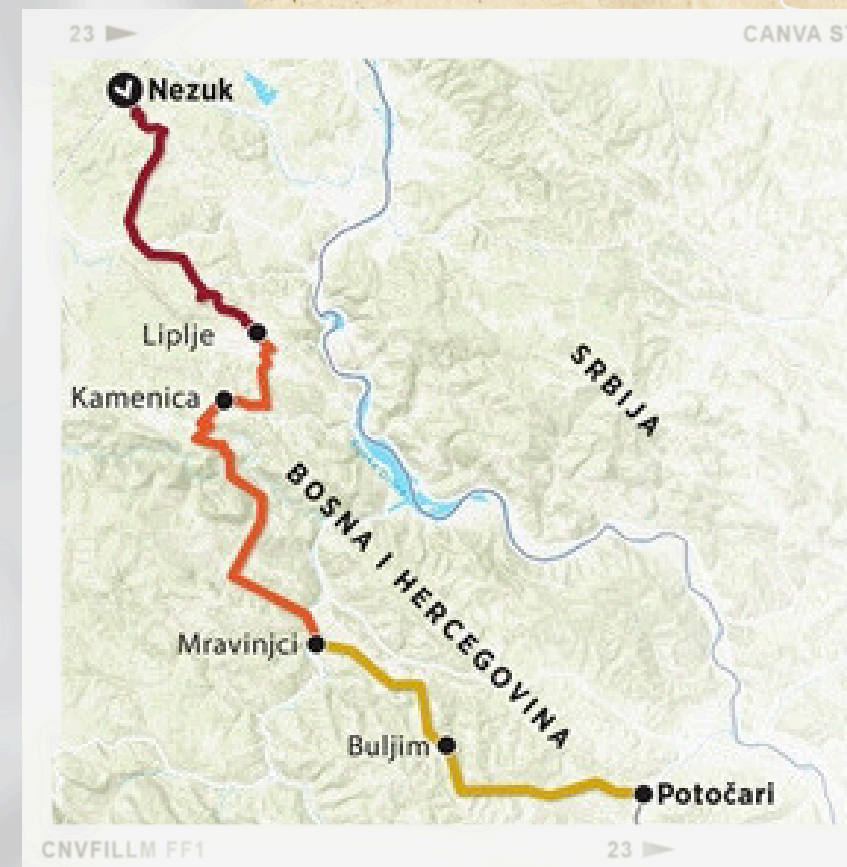 23
CANVA ST
Nezuk
Liplje
SRBIJA
Kamenica
BOSNA I HERCEGOVINA
Mravinjci
Buljim
Potočari
CNVFILLM FF1
23